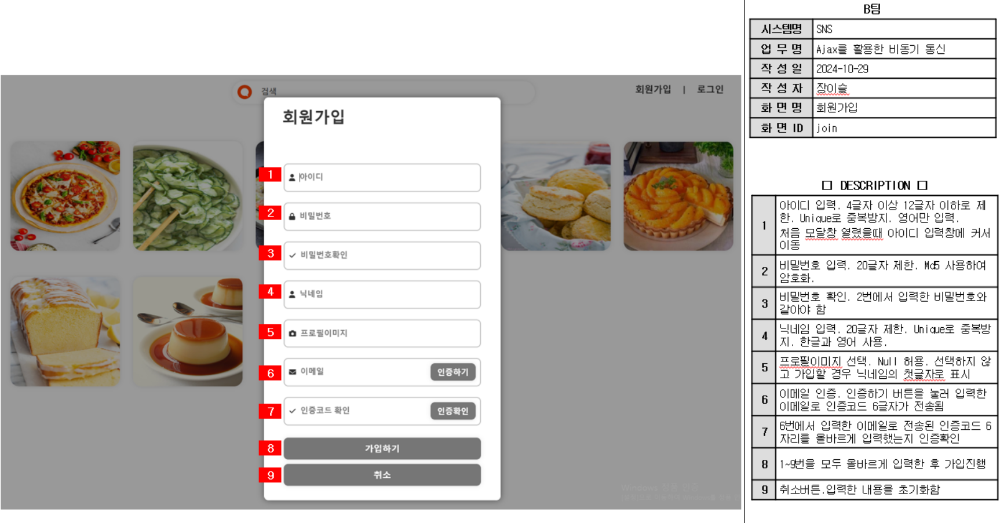 검색
회원가입 | 로그인
회원가입
1 아이디
2 비밀번호
3 비밀번호확인
4 닉네임
5 프로필이미지
6 이메일 인증하기
7 인증코드 확인 인증확인
8 가입하기
9 취소
Windows 정품 인증
B팀
시스템명 SNS
업 무 명 Ajax를 활용한 비동기 통신
작 성 일 2024-10-29
작 성 자 장이슬
화 면 명 회원가입
화 면 ID join
□ DESCRIPTION □
1 아이디 입력. 4글자 이상 12글자 이하로 제
한. Unique로 중복방지. 영어만 입력.
처음 모달창 열렸을때 아이디 입력창에 커서
이동
2 비밀번호 입력. 20글자 제한. Md5 사용하여
암호화.
3 비밀번호 확인. 2번에서 입력한 비밀번호와
같아야 함
4 닉네임 입력. 20글자 제한. Unique로 중복방
지. 한글과 영어 사용.
5 프로필이미지 선택. Null 허용. 선택하지 않
고 가입할 경우 닉네임의 첫글자로 표시
6 이메일 인증. 인증하기 버튼을 눌러 입력한
이메일로 인증코드 6글자가 전송됨
7 6번에서 입력한 이메일로 전송된 인증코드 6
자리를 올바르게 입력했는지 인증확인
8 1~9번을 모두 올바르게 입력한 후 가입진행
9 취소버튼.입력한 내용을 초기화함